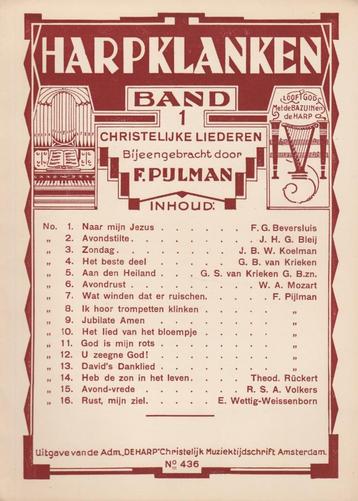 HARPKLANKEN
BAND
1
CHRISTELIJKE LIEDEREN
Bijeengebracht door
F. PIJLMAN
INHOUD:
LOOFT GOD
Met de BAZUIN en
de HARP
No. 1. Naar mijn Jezus . . . . . . F. G. Beversluis
„ 2. Avondstilte . . . . . . . J. H. G. Bleij
„ 3. Zondag . . . . . . . J. B. W. Koelman
„ 4. Het beste deel . . . . . . G. B. van Krieken
„ 5. Aan den Heiland . . . . G. S. van Krieken G. B.zn.
„ 6. Avondrust . . . . . . . W. A. Mozart
„ 7. Wat winden dat er ruischen . . . . F. Pijlman
„ 8. Ik hoor trompetten klinken . . . . . „
„ 9. Jubilate Amen . . . . . . . „
„ 10. Het lied van het bloempje . . . . . „
„ 11. God is mijn rots . . . . . . . „
„ 12. U zeegne God! . . . . . . . „
„ 13. David's Danklied . . . . . . . „
„ 14. Heb de zon in het leven . . . . Theod. Rückert
„ 15. Avond-vrede . . . . . . R. S. A. Volkers
„ 16. Rust, mijn ziel . . . . . E. Wettig-Weissenborn
Uitgave van de Adm. „DE HARP" Christelijk Muziektijdschrift Amsterdam.
No 436